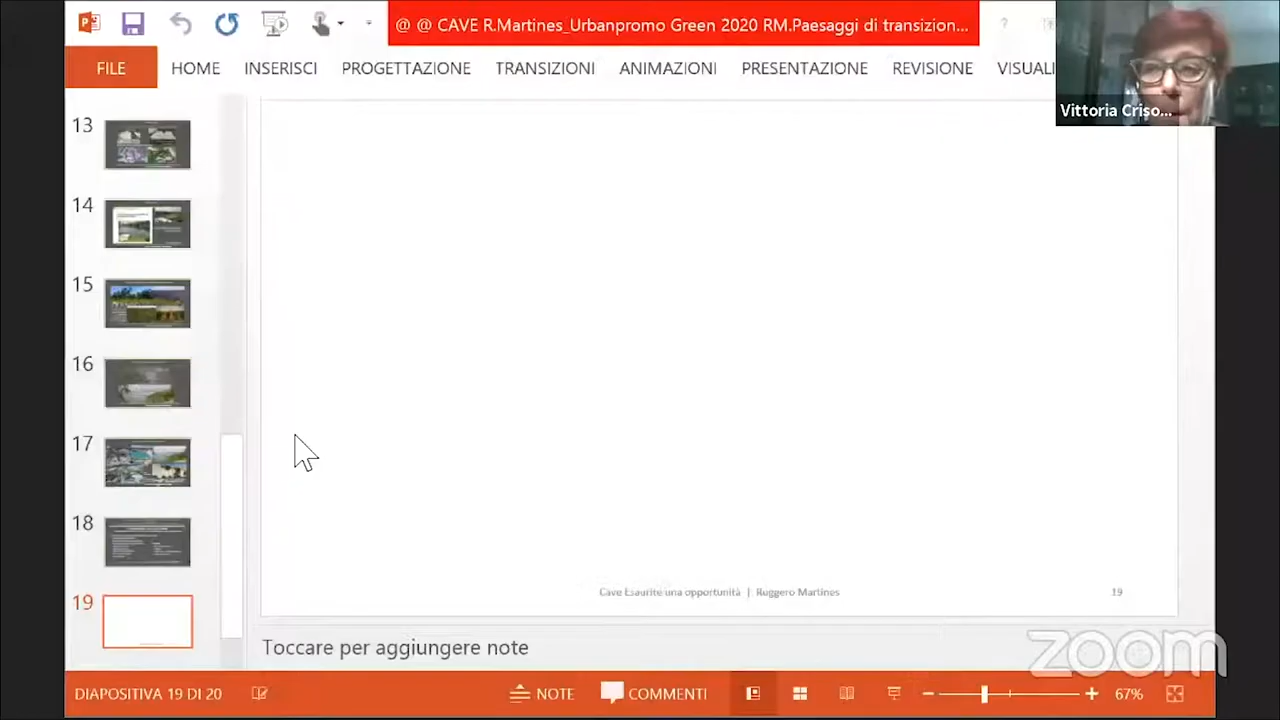 @ @ CAVE R.Martines_Urbanpromo Green 2020 RM.Paesaggi di transizion... ?
FILE HOME INSERISCI PROGETTAZIONE TRANSIZIONI ANIMAZIONI PRESENTAZIONE REVISIONE VISUALI
Vittoria Criso...
13
14
15
16
17
18
19
Cave Esaurite una opportunità | Ruggero Martines 19
Toccare per aggiungere note
zoom
DIAPOSITIVA 19 DI 20 NOTE COMMENTI 67%